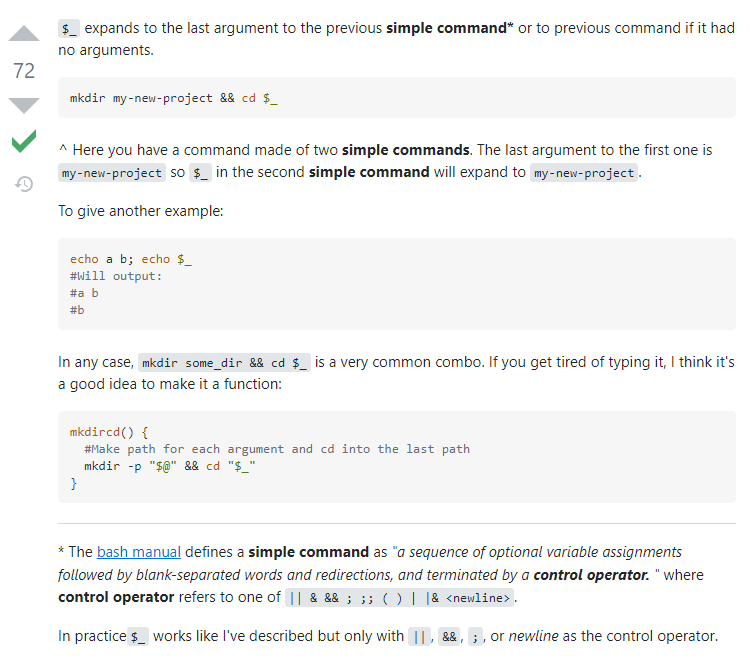 $_ expands to the last argument to the previous simple command* or to previous command if it had
no arguments.
72
mkdir my-new-project && cd $_
^ Here you have a command made of two simple commands. The last argument to the first one is
my-new-project so $_ in the second simple command will expand to my-new-project.
To give another example:
echo a b; echo $_
#Will output:
#a b
#b
In any case, mkdir some_dir && cd $_ is a very common combo. If you get tired of typing it, I think it's
a good idea to make it a function:
mkdircd() {
#Make path for each argument and cd into the last path
mkdir -p "$@" && cd "$_"
}
* The bash manual defines a simple command as "a sequence of optional variable assignments
followed by blank-separated words and redirections, and terminated by a control operator. " where
control operator refers to one of || & && ; ;; ( ) | |& <newline>.
In practice $_ works like I've described but only with ||, &&, ;, or newline as the control operator.